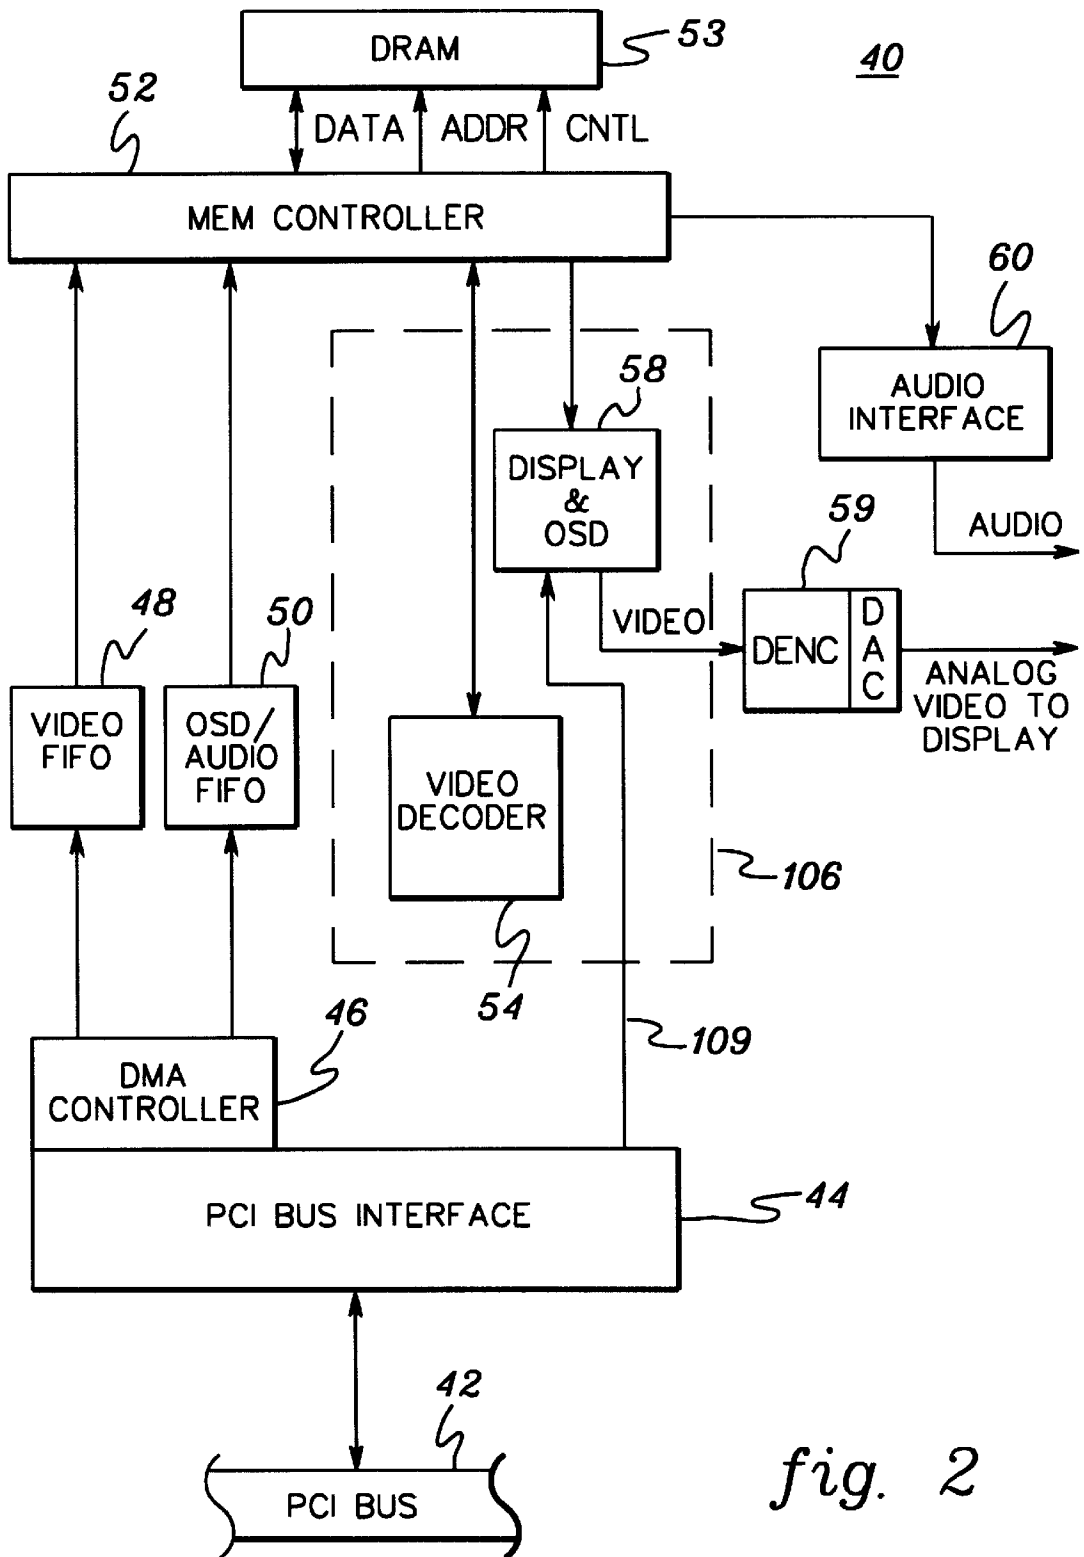 DRAM
53
40
52
DATA
ADDR
CNTL
MEM CONTROLLER
60
58
AUDIO
INTERFACE
DISPLAY
&
OSD
59
AUDIO
48
50
VIDEO
DENC
D
A
C
ANALOG
VIDEO TO
DISPLAY
VIDEO
FIFO
OSD/
AUDIO
FIFO
VIDEO
DECODER
106
54
46
109
DMA
CONTROLLER
44
PCI BUS INTERFACE
42
PCI BUS
fig. 2